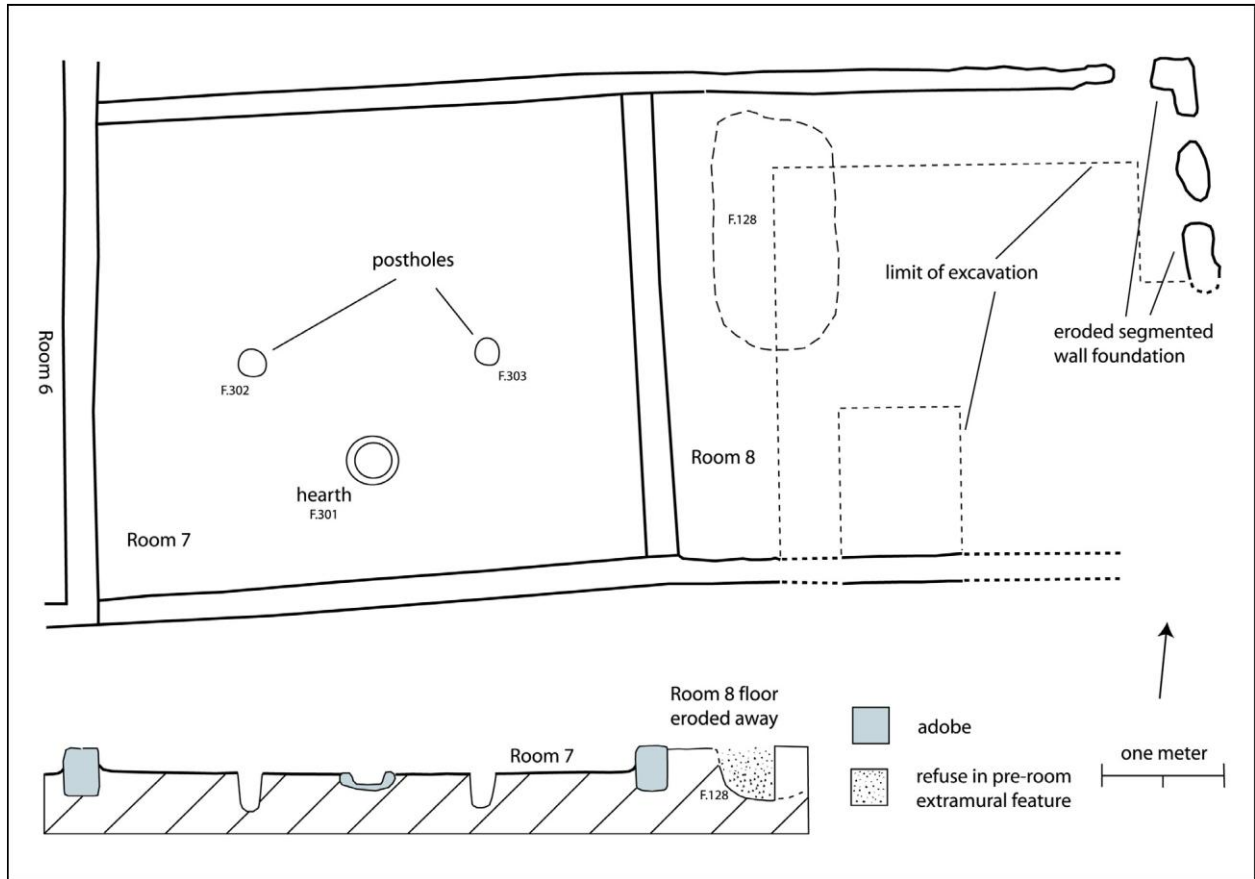 F.128
postholes
limit of excavation
Room 6
eroded segmented
wall foundation
F.302
F.303
Room 8
hearth
F.301
Room 7
Room 8 floor
eroded away
adobe
Room 7
one meter
refuse in pre-room
extramural feature
F.128